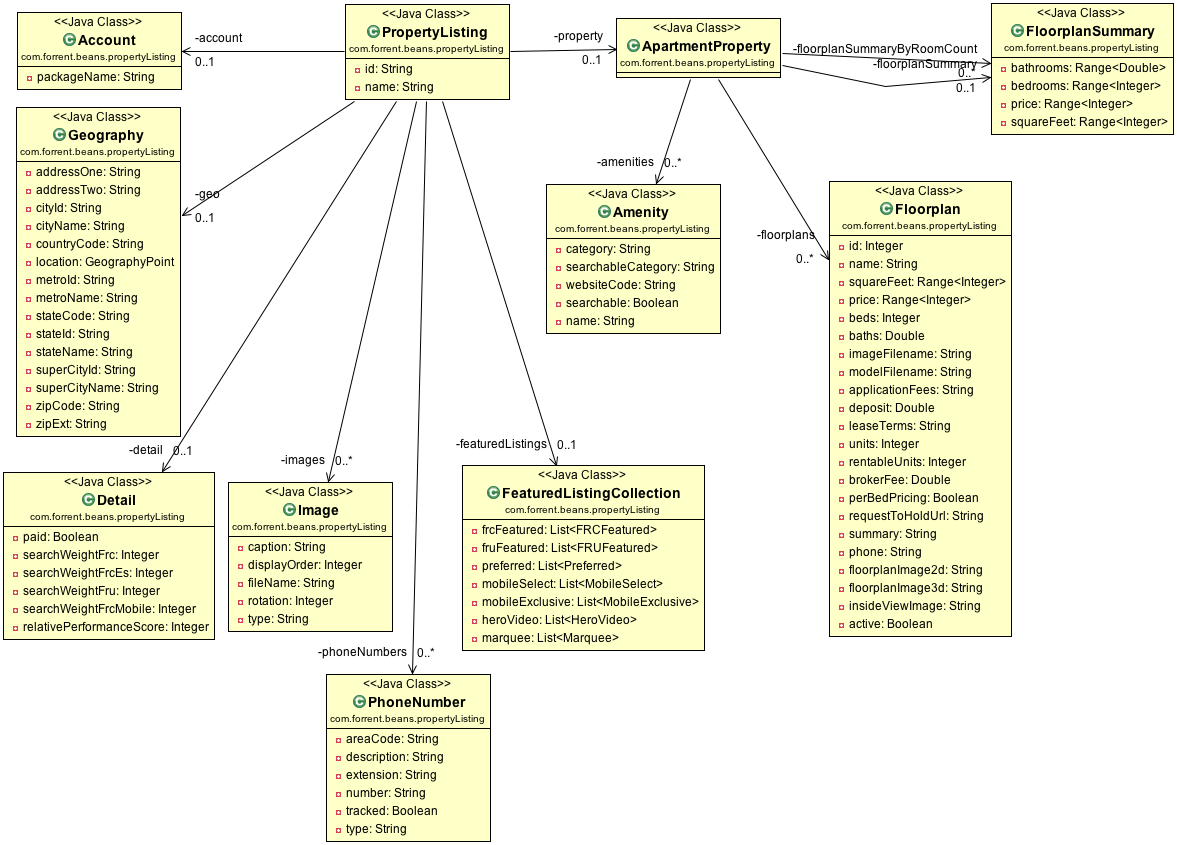 <<Java Class>>
Account
com.forrent.beans.propertyListing
packageName: String
-account
0..1
<<Java Class>>
PropertyListing
com.forrent.beans.propertyListing
id: String
name: String
-property
0..1
<<Java Class>>
ApartmentProperty
com.forrent.beans.propertyListing
-floorplanSummaryByRoomCount
0..*
-floorplanSummary
0..1
<<Java Class>>
FloorplanSummary
com.forrent.beans.propertyListing
bathrooms: Range<Double>
bedrooms: Range<Integer>
price: Range<Integer>
squareFeet: Range<Integer>
<<Java Class>>
Geography
com.forrent.beans.propertyListing
addressOne: String
addressTwo: String
cityId: String
cityName: String
countryCode: String
location: GeographyPoint
metroId: String
metroName: String
stateCode: String
stateId: String
stateName: String
superCityId: String
superCityName: String
zipCode: String
zipExt: String
-geo
0..1
-amenities
0..*
<<Java Class>>
Amenity
com.forrent.beans.propertyListing
category: String
searchableCategory: String
websiteCode: String
searchable: Boolean
name: String
-floorplans
0..*
<<Java Class>>
Floorplan
com.forrent.beans.propertyListing
id: Integer
name: String
squareFeet: Range<Integer>
price: Range<Integer>
beds: Integer
baths: Double
imageFilename: String
modelFilename: String
applicationFees: String
deposit: Double
leaseTerms: String
units: Integer
rentableUnits: Integer
brokerFee: Double
perBedPricing: Boolean
requestToHoldUrl: String
summary: String
phone: String
floorplanImage2d: String
floorplanImage3d: String
insideViewImage: String
active: Boolean
-detail
0..1
<<Java Class>>
Detail
com.forrent.beans.propertyListing
paid: Boolean
searchWeightFrc: Integer
searchWeightFrcEs: Integer
searchWeightFru: Integer
searchWeightFrcMobile: Integer
relativePerformanceScore: Integer
-images
0..*
<<Java Class>>
Image
com.forrent.beans.propertyListing
caption: String
displayOrder: Integer
fileName: String
rotation: Integer
type: String
-featuredListings
0..1
<<Java Class>>
FeaturedListingCollection
com.forrent.beans.propertyListing
frcFeatured: List<FRCFeatured>
fruFeatured: List<FRUFeatured>
preferred: List<Preferred>
mobileSelect: List<MobileSelect>
mobileExclusive: List<MobileExclusive>
heroVideo: List<HeroVideo>
marquee: List<Marquee>
-phoneNumbers
0..*
<<Java Class>>
PhoneNumber
com.forrent.beans.propertyListing
areaCode: String
description: String
extension: String
number: String
tracked: Boolean
type: String